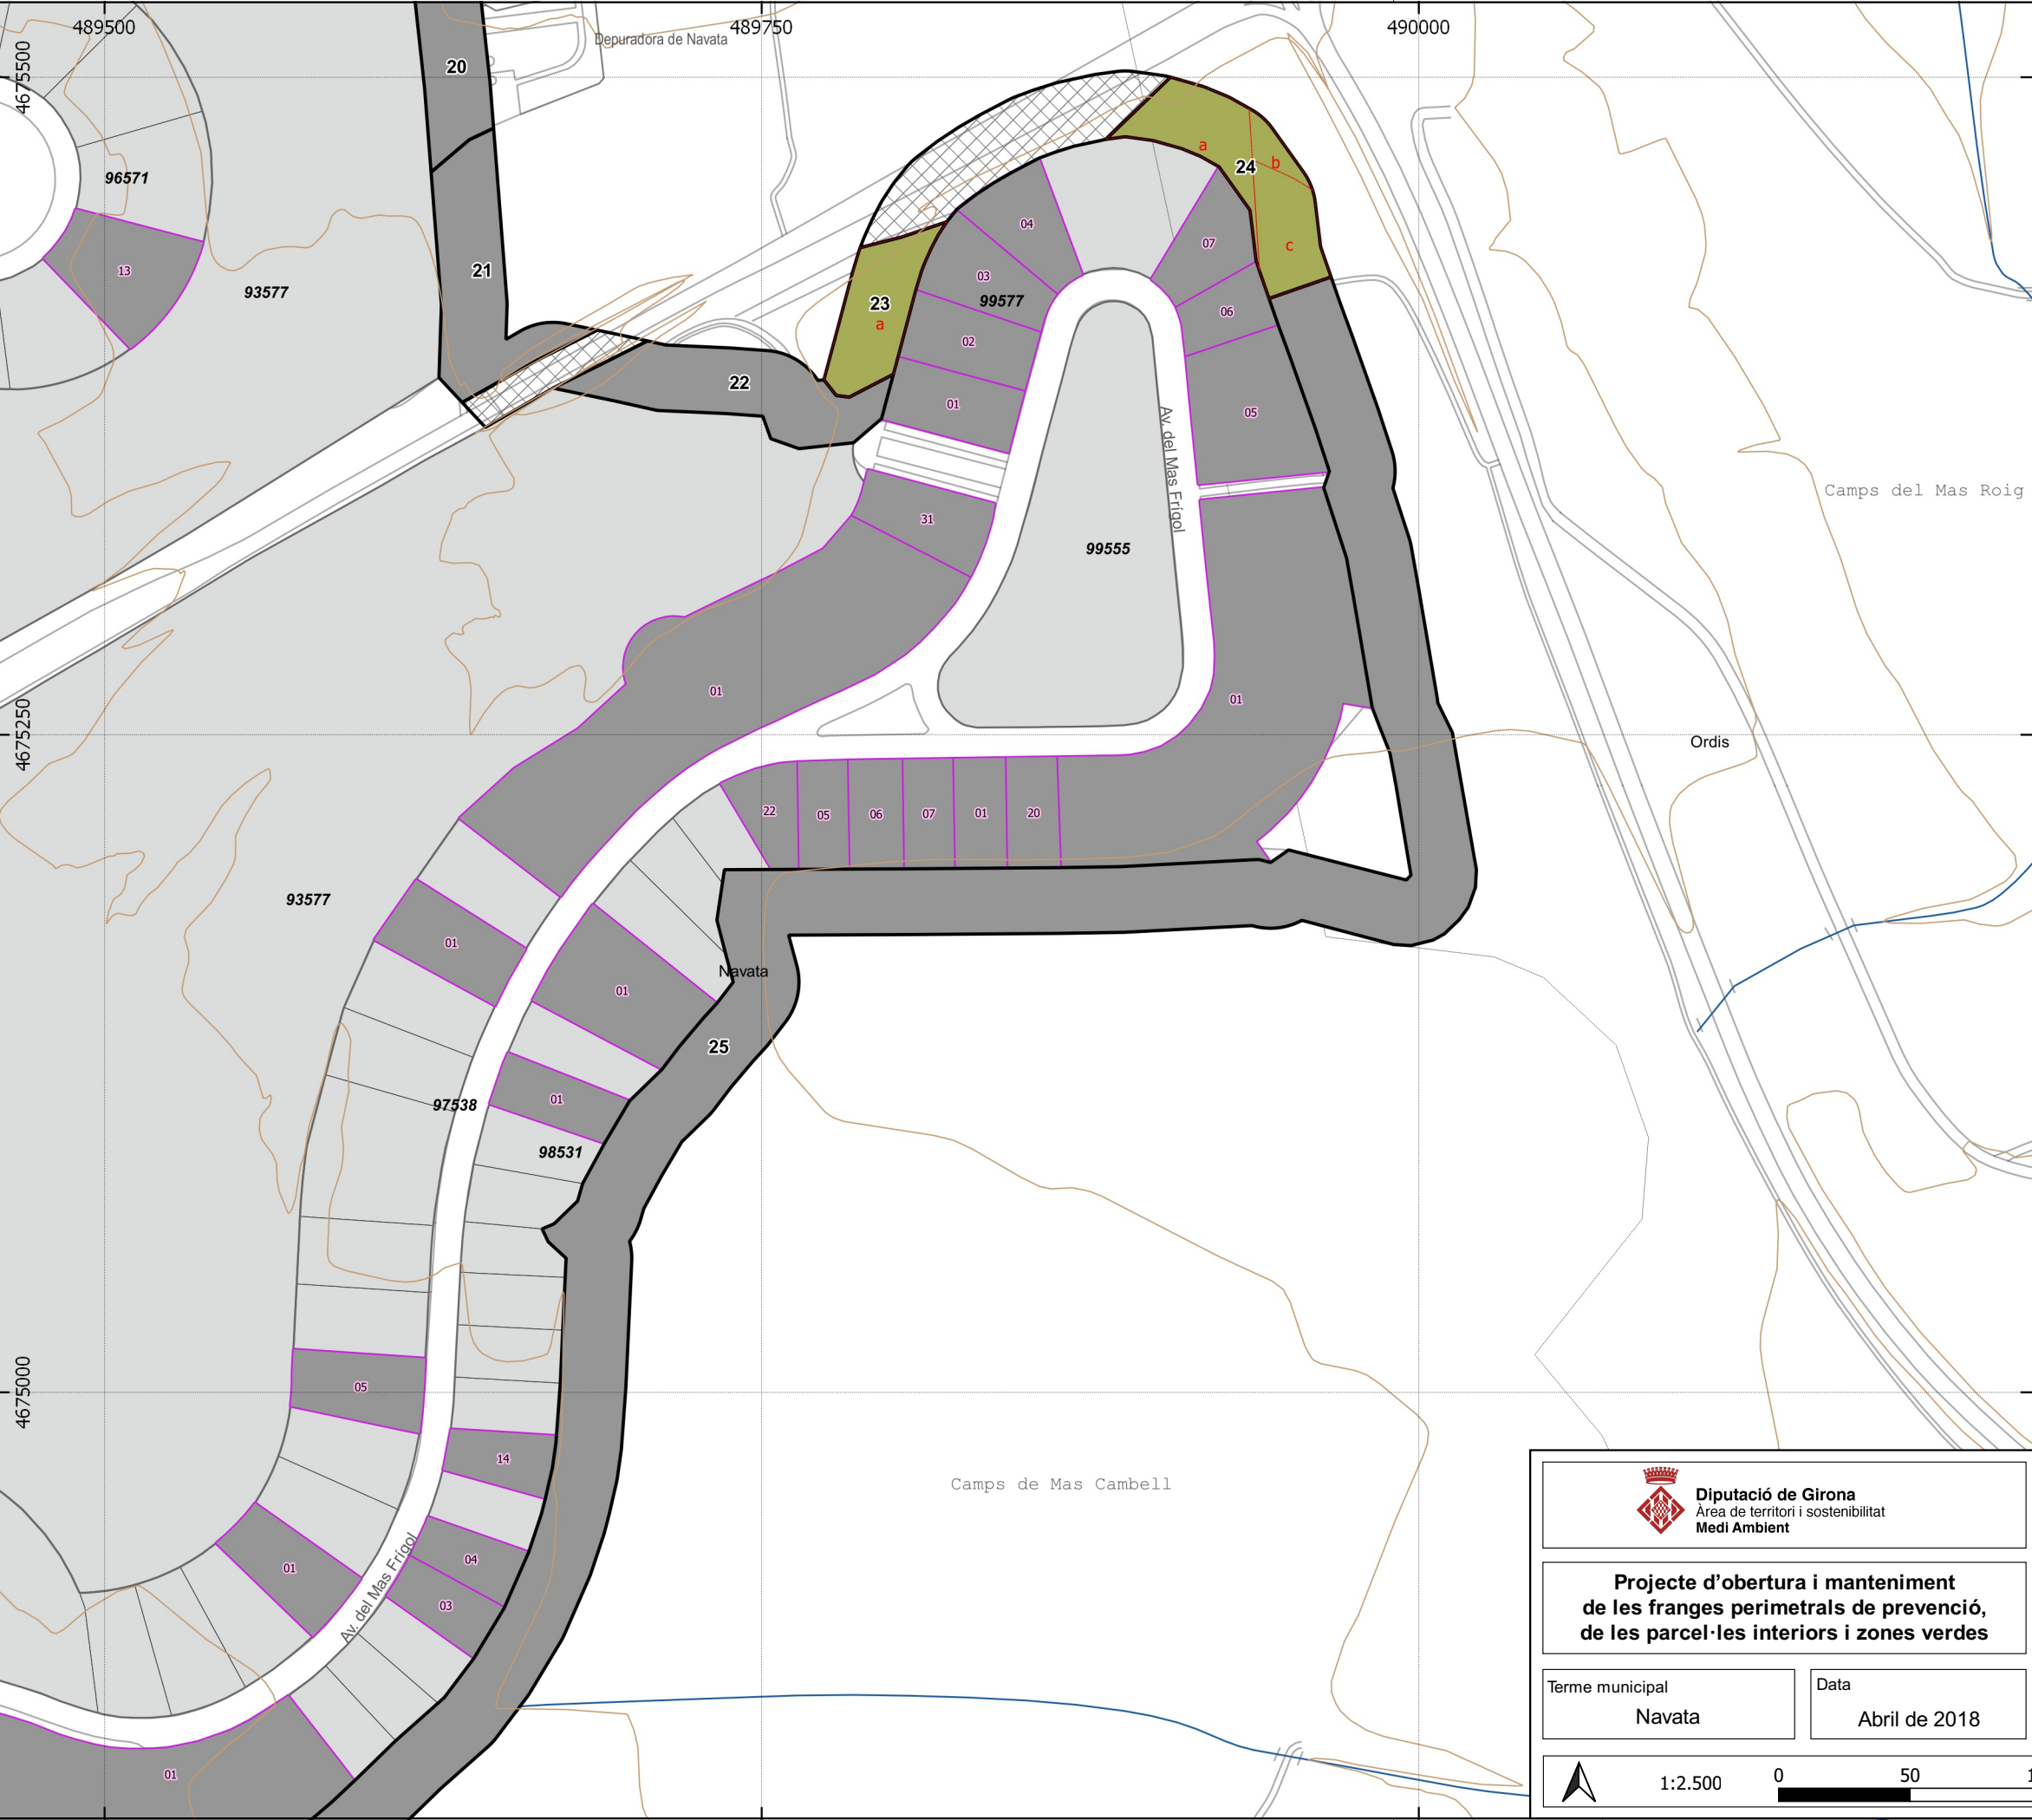 489500
489750
490000
4675500
Depuradora de Navata
20
96571
13
93577
21
a
24
b
c
04
07
03
99577
23
a
06
02
22
01
05
Av. del Mas Frígol
31
99555
Camps del Mas Roig
01
01
4675250
Ordis
22
05
06
07
01
20
93577
01
01
Navata
25
01
97538
98531
4675000
05
14
Camps de Mas Cambell
04
01
03
Av. del Mas Frígol
01
Diputació de Girona
Àrea de territori i sostenibilitat
Medi Ambient
Projecte d'obertura i manteniment
de les franges perimetrals de prevenció,
de les parcel·les interiors i zones verdes
Terme municipal
Navata
Data
Abril de 2018
1:2.500
0
50